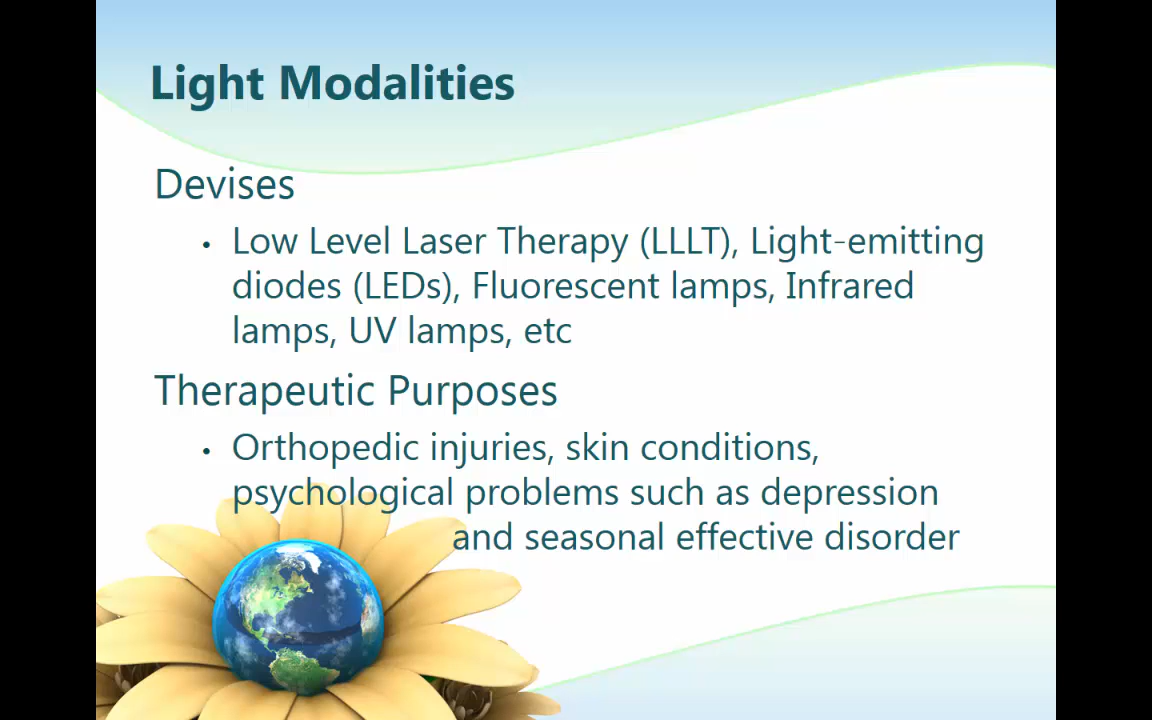 Light Modalities
Devises
• Low Level Laser Therapy (LLLT), Light-emitting
diodes (LEDs), Fluorescent lamps, Infrared
lamps, UV lamps, etc
Therapeutic Purposes
• Orthopedic injuries, skin conditions,
psychological problems such as depression
and seasonal effective disorder